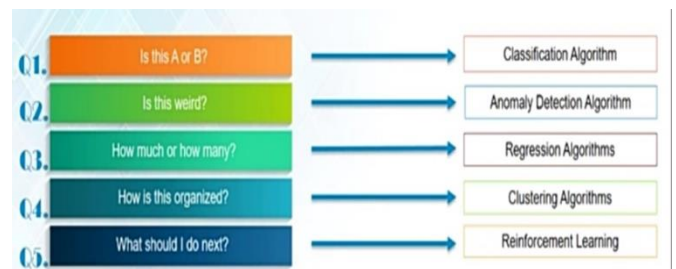 Q1. Is this A or B? Classification Algorithm
Q2. Is this weird? Anomaly Detection Algorithm
Q3. How much or how many? Regression Algorithms
Q4. How is this organized? Clustering Algorithms
Q5. What should I do next? Reinforcement Learning